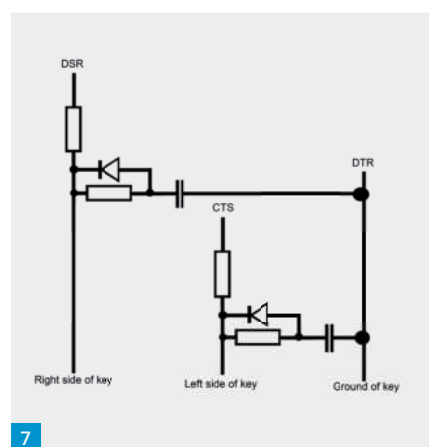 DSR
DTR
CTS
Right side of key
Left side of key
Ground of key
7